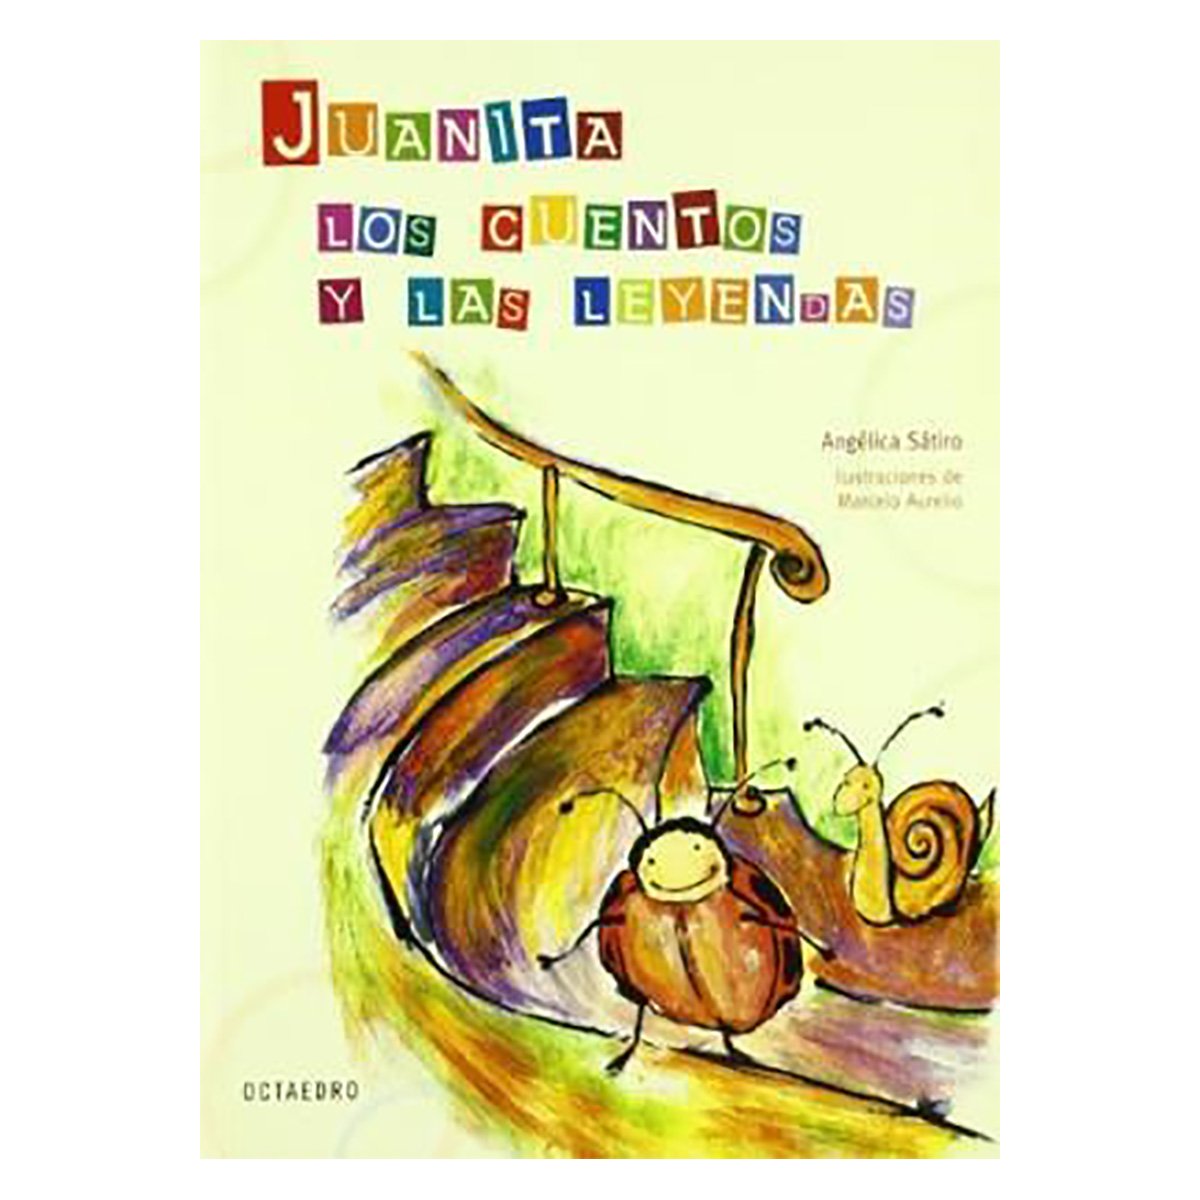 JUANITA
LOS CUENTOS
Y LAS LEYENDAS
Angélica Sátiro
Ilustraciones de
Marcelo Aurelio
OCTAEDRO